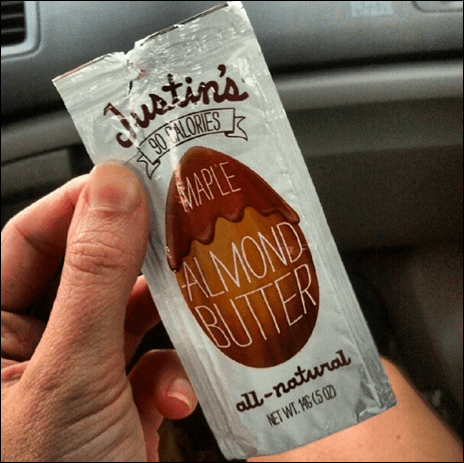 Justin's
90 CALORIES
MAPLE
ALMOND
BUTTER
all-natural
NET WT. 14G (.5 OZ)